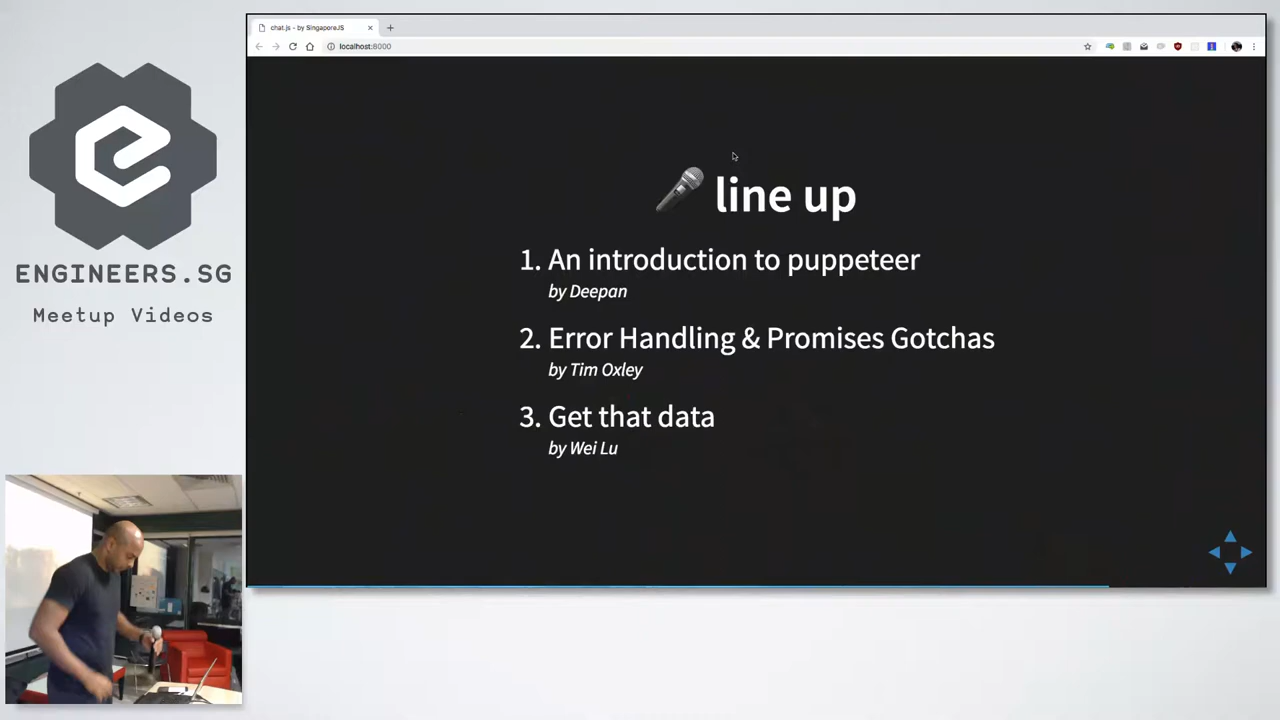 chat.js - by SingaporeJS
localhost:8000
ENGINEERS.SG
Meetup Videos
line up
1. An introduction to puppeteer
by Deepan
2. Error Handling & Promises Gotchas
by Tim Oxley
3. Get that data
by Wei Lu